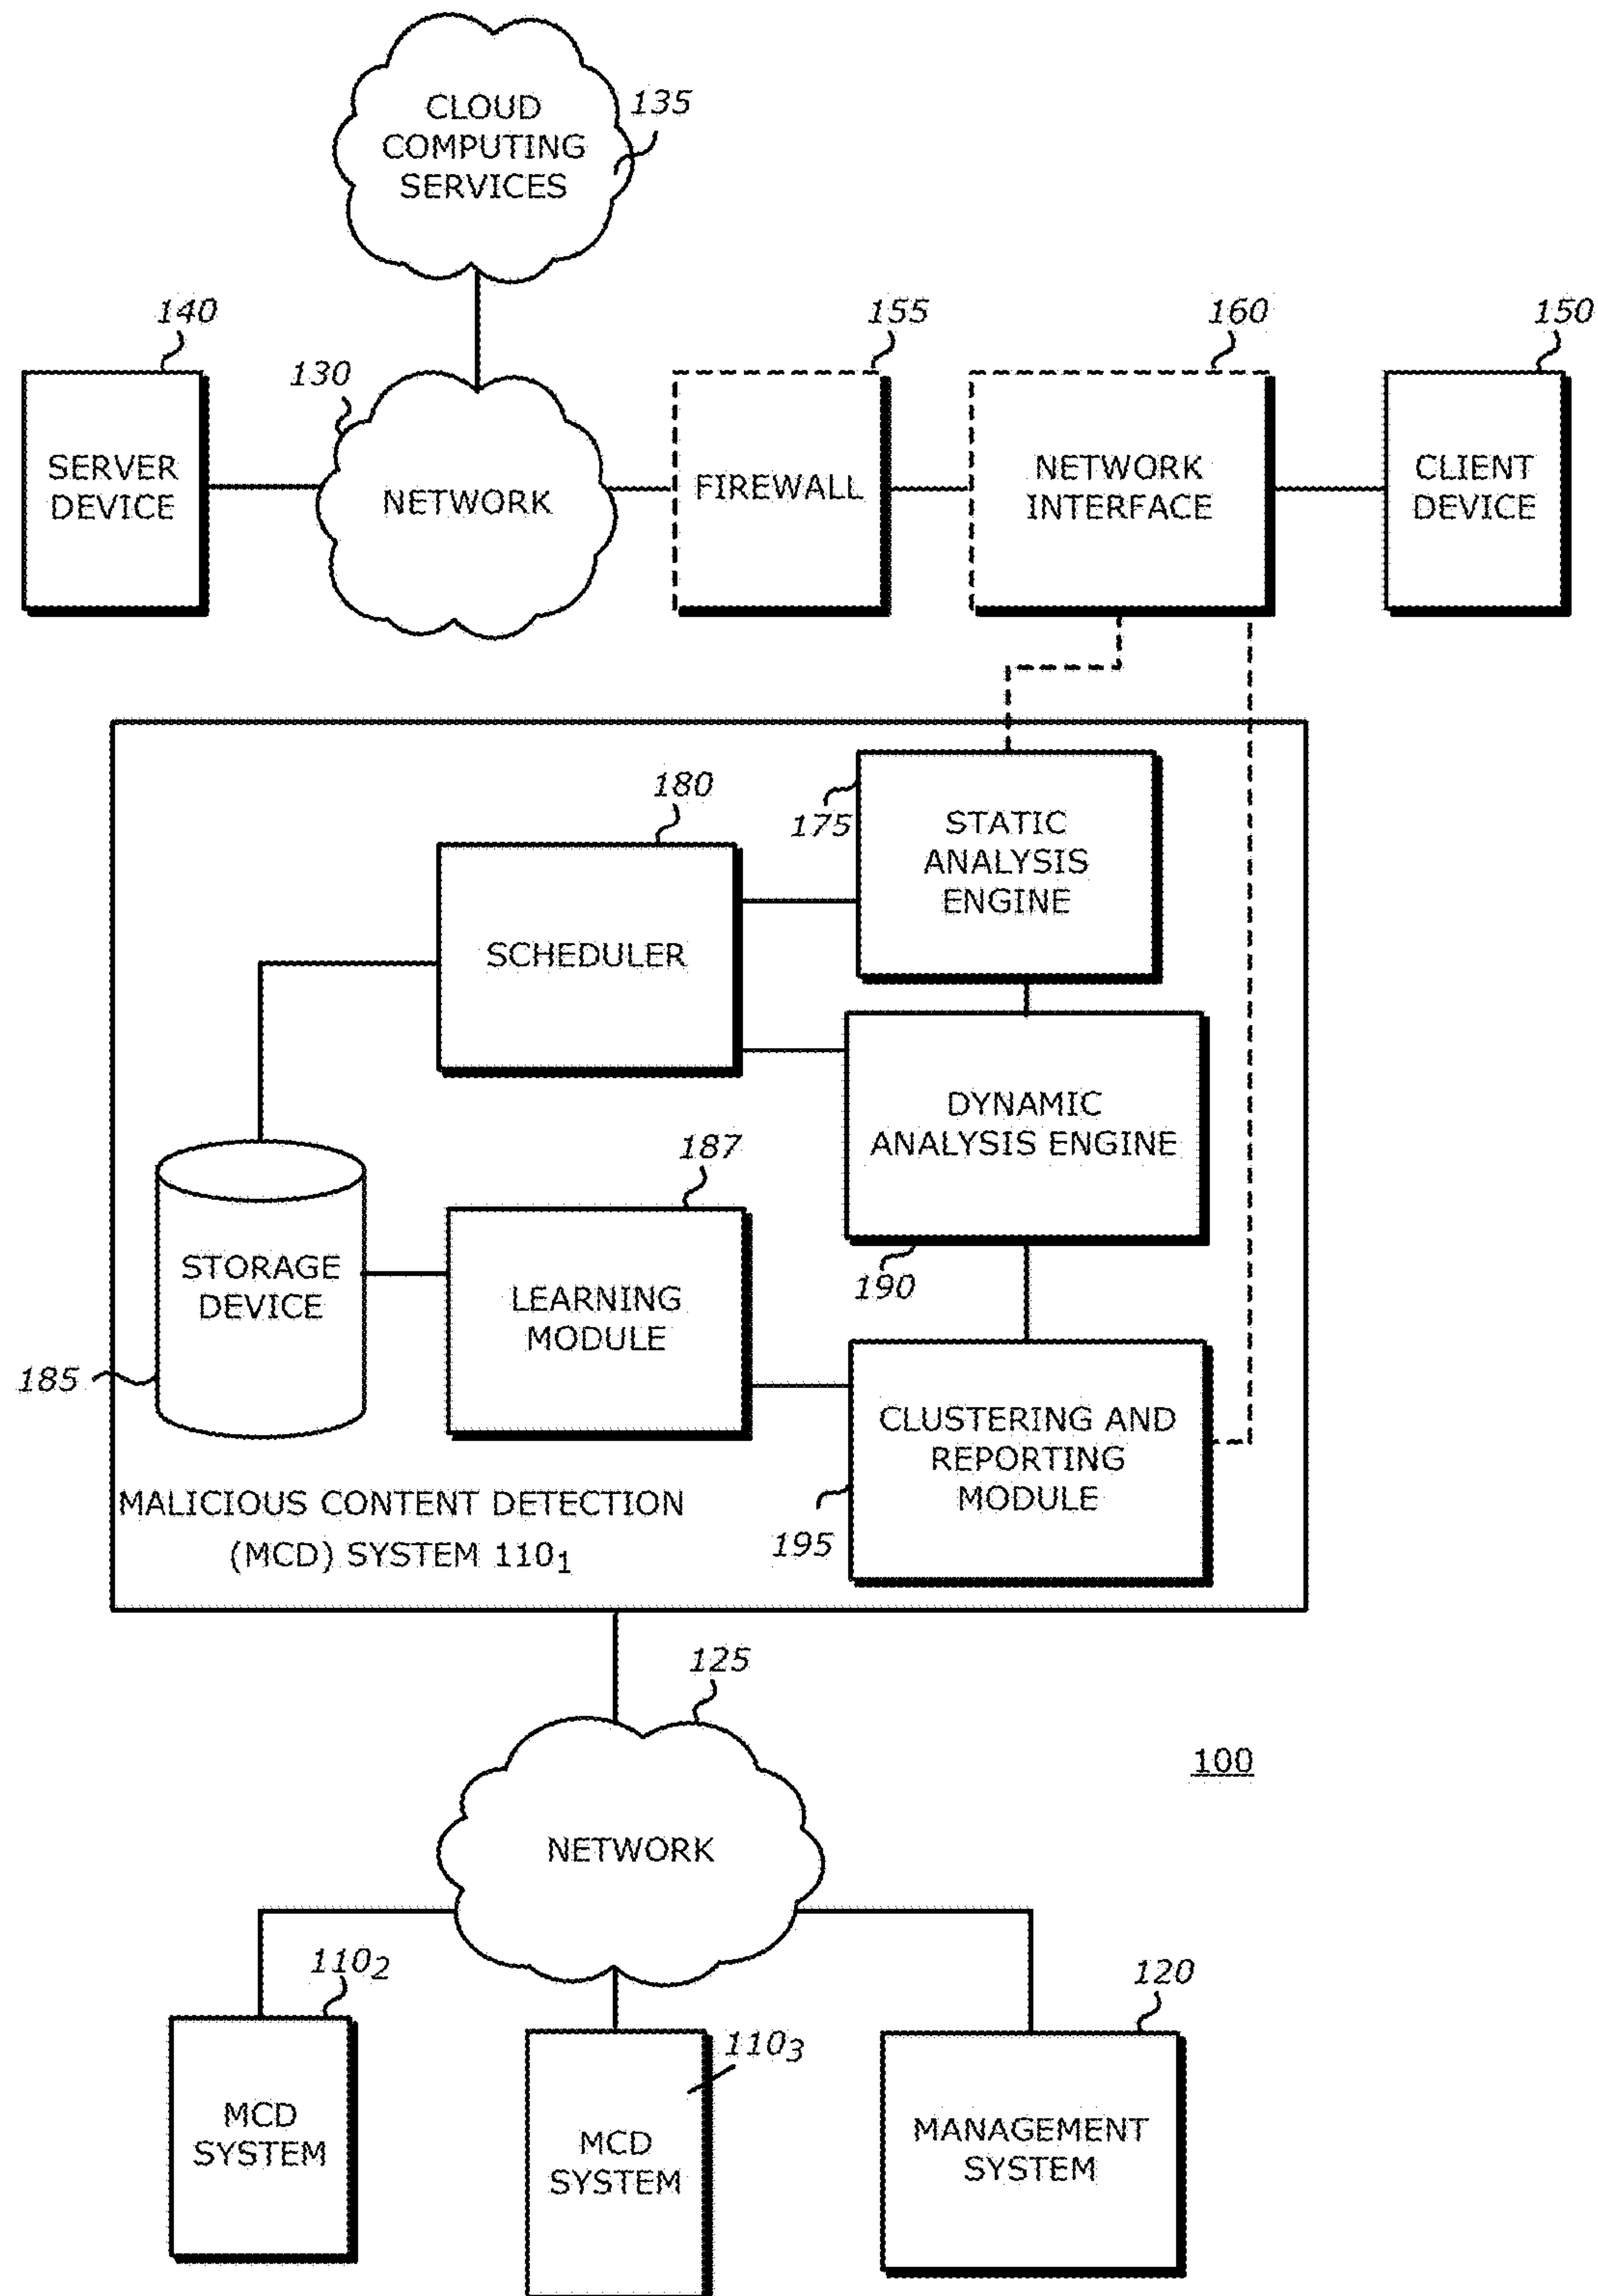 CLOUD
COMPUTING
SERVICES
135
140
130
155
160
150
SERVER
DEVICE
NETWORK
FIREWALL
NETWORK
INTERFACE
CLIENT
DEVICE
180
175
STATIC
ANALYSIS
ENGINE
SCHEDULER
DYNAMIC
ANALYSIS ENGINE
187
190
STORAGE
DEVICE
LEARNING
MODULE
185
CLUSTERING AND
REPORTING
MODULE
195
MALICIOUS CONTENT DETECTION
(MCD) SYSTEM 110₁
125
100
NETWORK
110₂
120
110₃
MCD
SYSTEM
MCD
SYSTEM
MANAGEMENT
SYSTEM